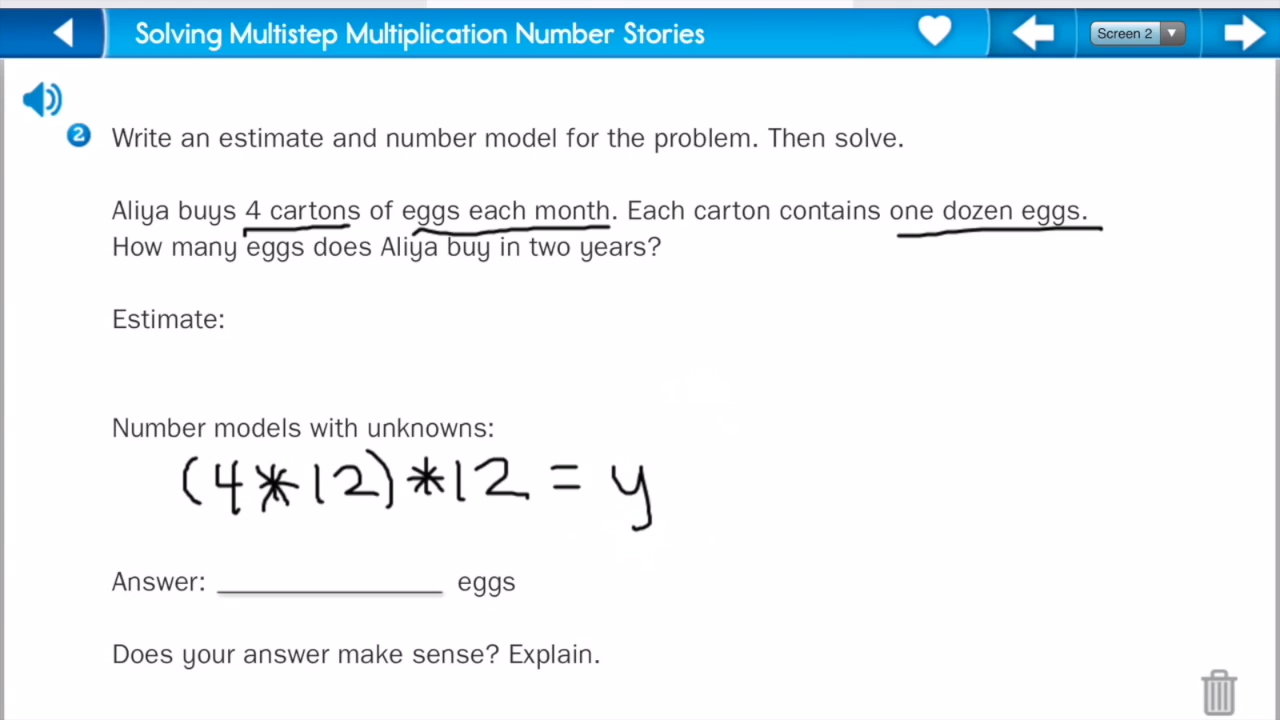 Solving Multistep Multiplication Number Stories
Screen 2
2 Write an estimate and number model for the problem. Then solve.
Aliya buys 4 cartons of eggs each month. Each carton contains one dozen eggs.
How many eggs does Aliya buy in two years?
Estimate:
Number models with unknowns:
(4*12)*12 = y
Answer: ____________ eggs
Does your answer make sense? Explain.